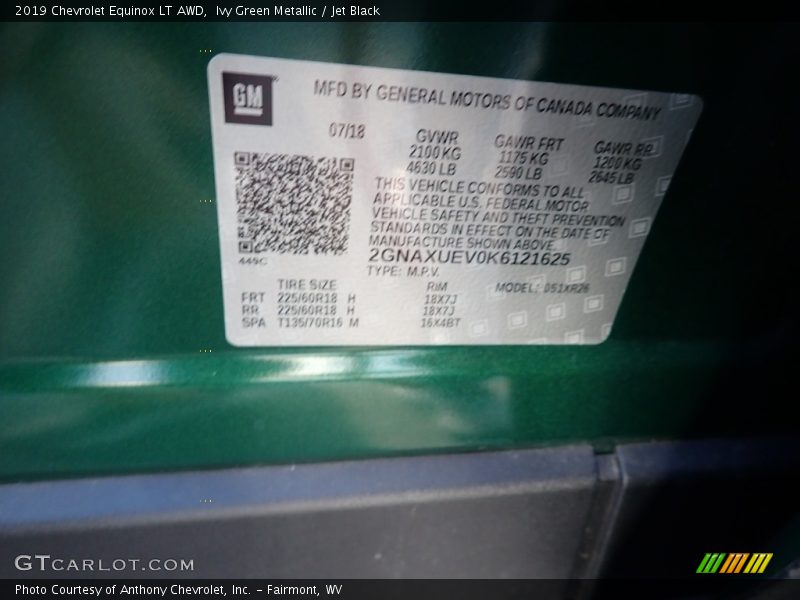 2019 Chevrolet Equinox LT AWD, Ivy Green Metallic / Jet Black
GM
MFD BY GENERAL MOTORS OF CANADA COMPANY
07/18
GVWR GAWR FRT GAWR RR
2100 KG 1175 KG 1200 KG
4630 LB 2590 LB 2645 LB
THIS VEHICLE CONFORMS TO ALL
APPLICABLE U.S. FEDERAL MOTOR
VEHICLE SAFETY AND THEFT PREVENTION
STANDARDS IN EFFECT ON THE DATE OF
MANUFACTURE SHOWN ABOVE.
2GNAXUEV0K6121625
TYPE: M.P.V.
TIRE SIZE RIM MODEL:
FRT 225/60R18 H 18X7J
RR 225/60R18 H 18X7J
SPA T135/70R16 M 16X4BT
GTCARLOT.COM
Photo Courtesy of Anthony Chevrolet, Inc. – Fairmont, WV